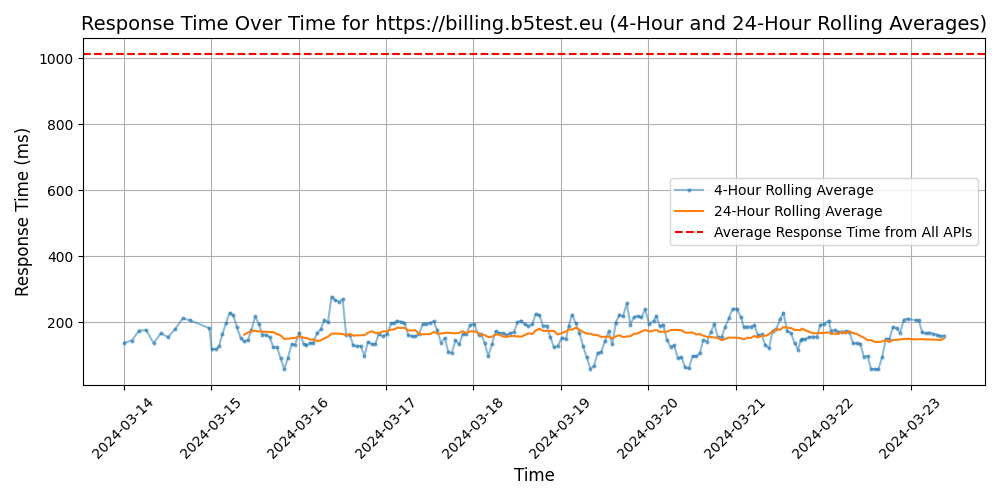 Response Time Over Time for https://billing.b5test.eu (4-Hour and 24-Hour Rolling Averages)
Response Time (ms)
1000
800
600
400
200
4-Hour Rolling Average
24-Hour Rolling Average
Average Response Time from All APIs
2024-03-14
2024-03-15
2024-03-16
2024-03-17
2024-03-18
2024-03-19
2024-03-20
2024-03-21
2024-03-22
2024-03-23
Time